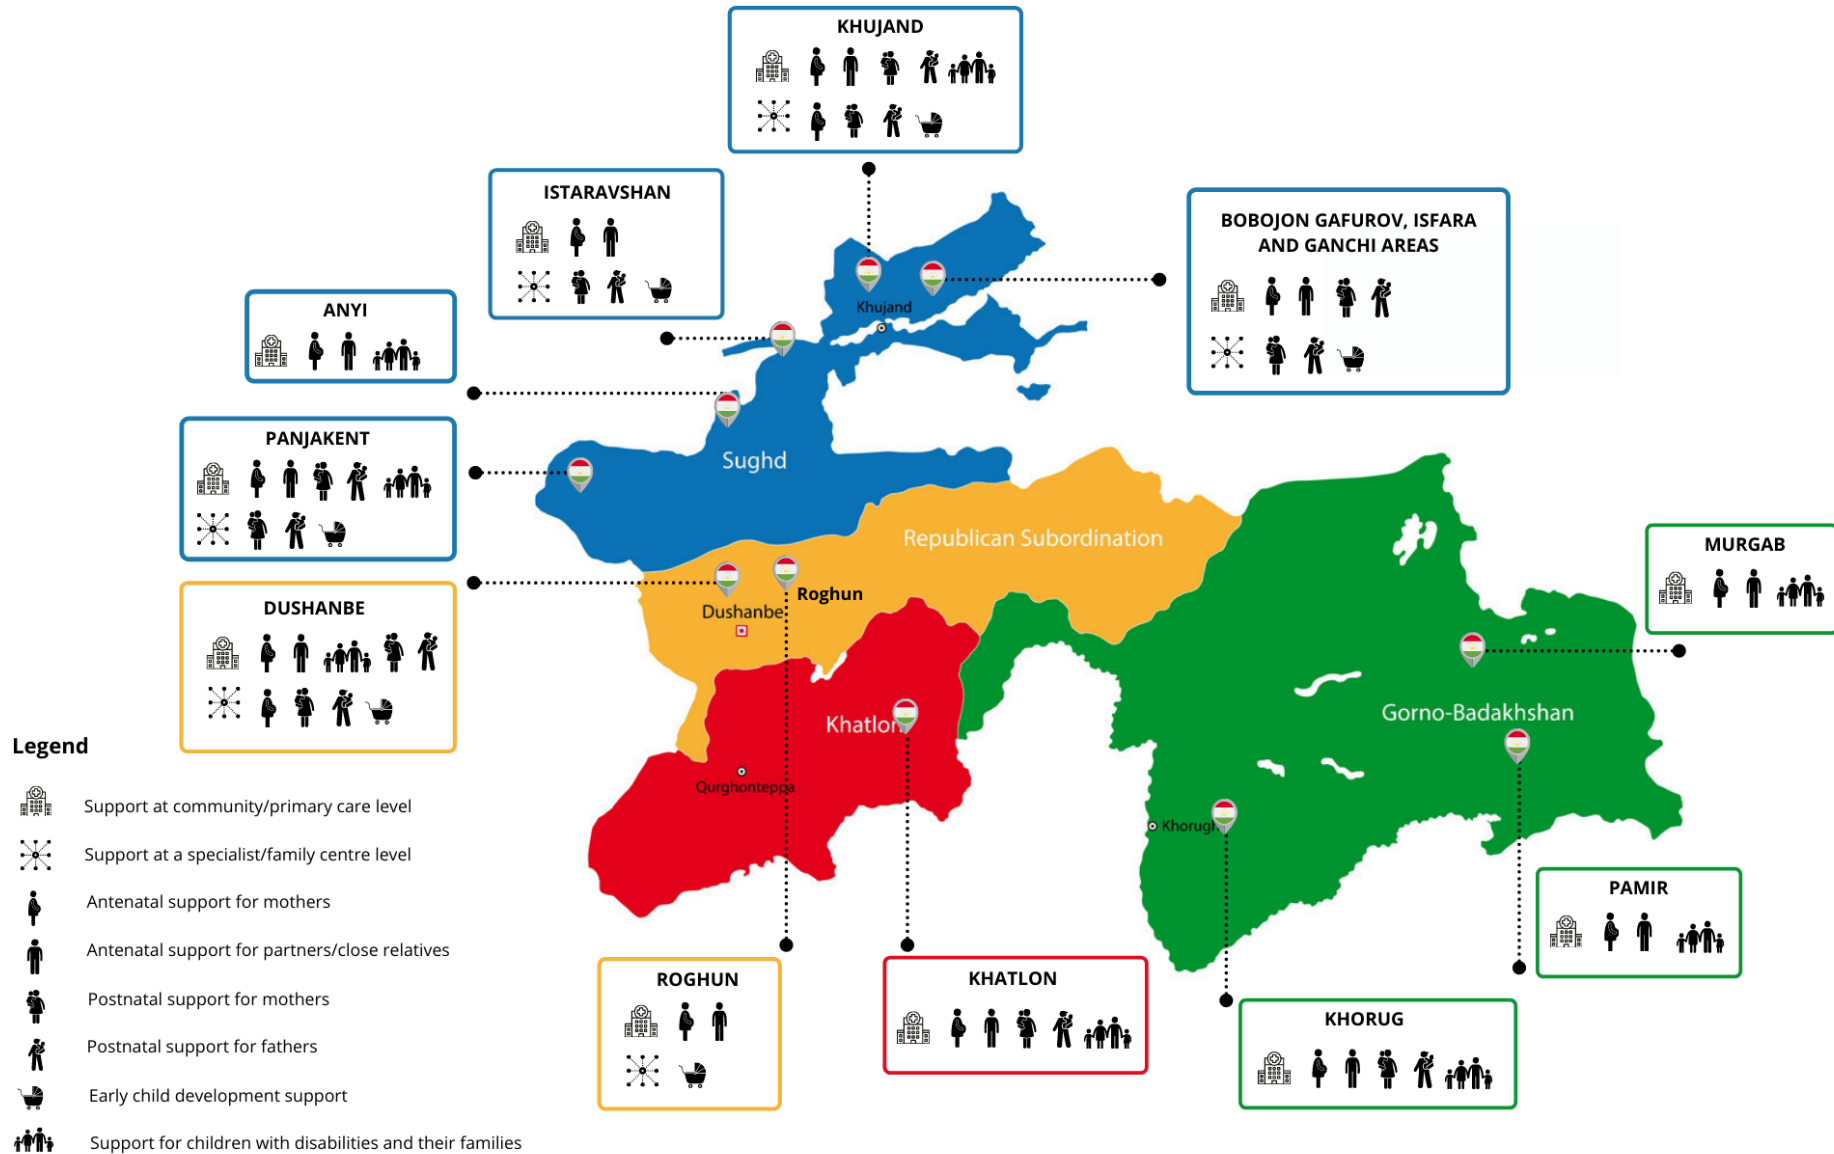 KHUJAND
ISTARAVSHAN
BOBOJON GAFUROV, ISFARA
AND GANCHI AREAS
ANYI
Khujand
PANJAKENT
Sughd
Republican Subordination
MURGAB
DUSHANBE
Roghun
Dushanbe
Khatlon
Gorno-Badakhshan
Qurghonteppa
Khorugh
Legend
Support at community/primary care level
Support at a specialist/family centre level
Antenatal support for mothers
Antenatal support for partners/close relatives
Postnatal support for mothers
Postnatal support for fathers
Early child development support
Support for children with disabilities and their families
ROGHUN
KHATLON
KHORUG
PAMIR